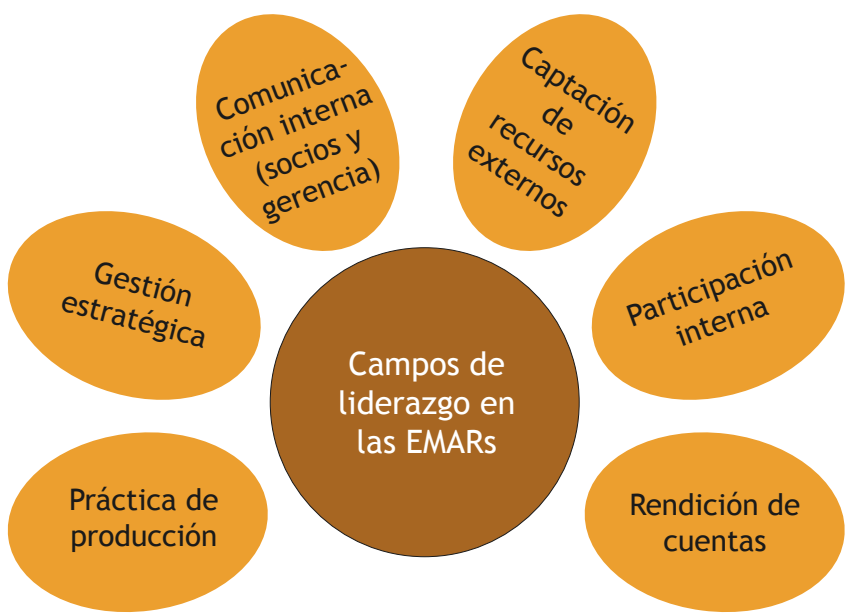 Comunica-
ción interna
(socios y
gerencia)
Captación
de
recursos
externos
Gestión
estratégica
Participación
interna
Campos de
liderazgo en
las EMARs
Práctica de
producción
Rendición de
cuentas